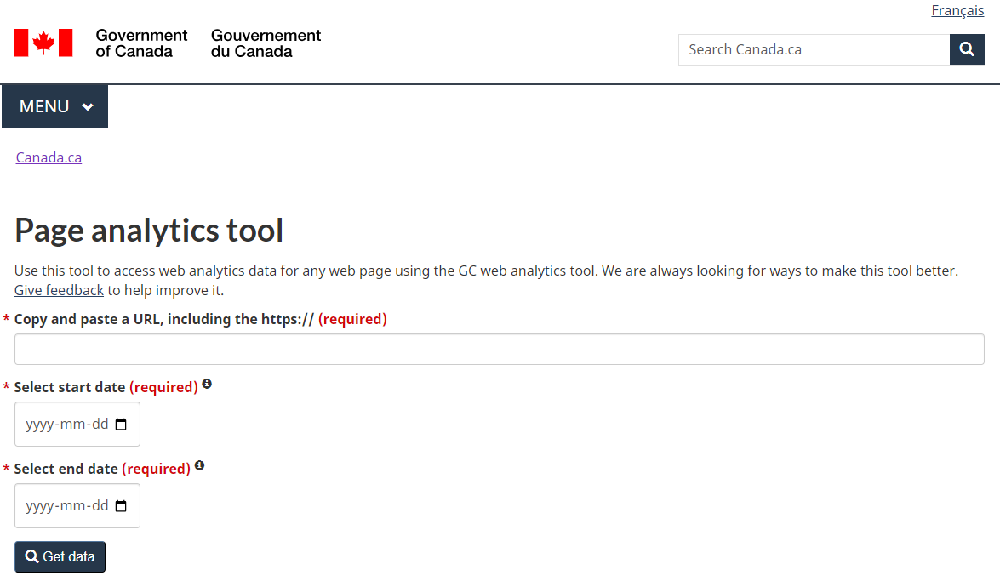 Français
Government
of Canada
Gouvernement
du Canada
Search Canada.ca
MENU
Canada.ca
Page analytics tool
Use this tool to access web analytics data for any web page using the GC web analytics tool. We are always looking for ways to make this tool better.
Give feedback to help improve it.
* Copy and paste a URL, including the https:// (required)
* Select start date (required)
yyyy-mm-dd
* Select end date (required)
yyyy-mm-dd
Get data